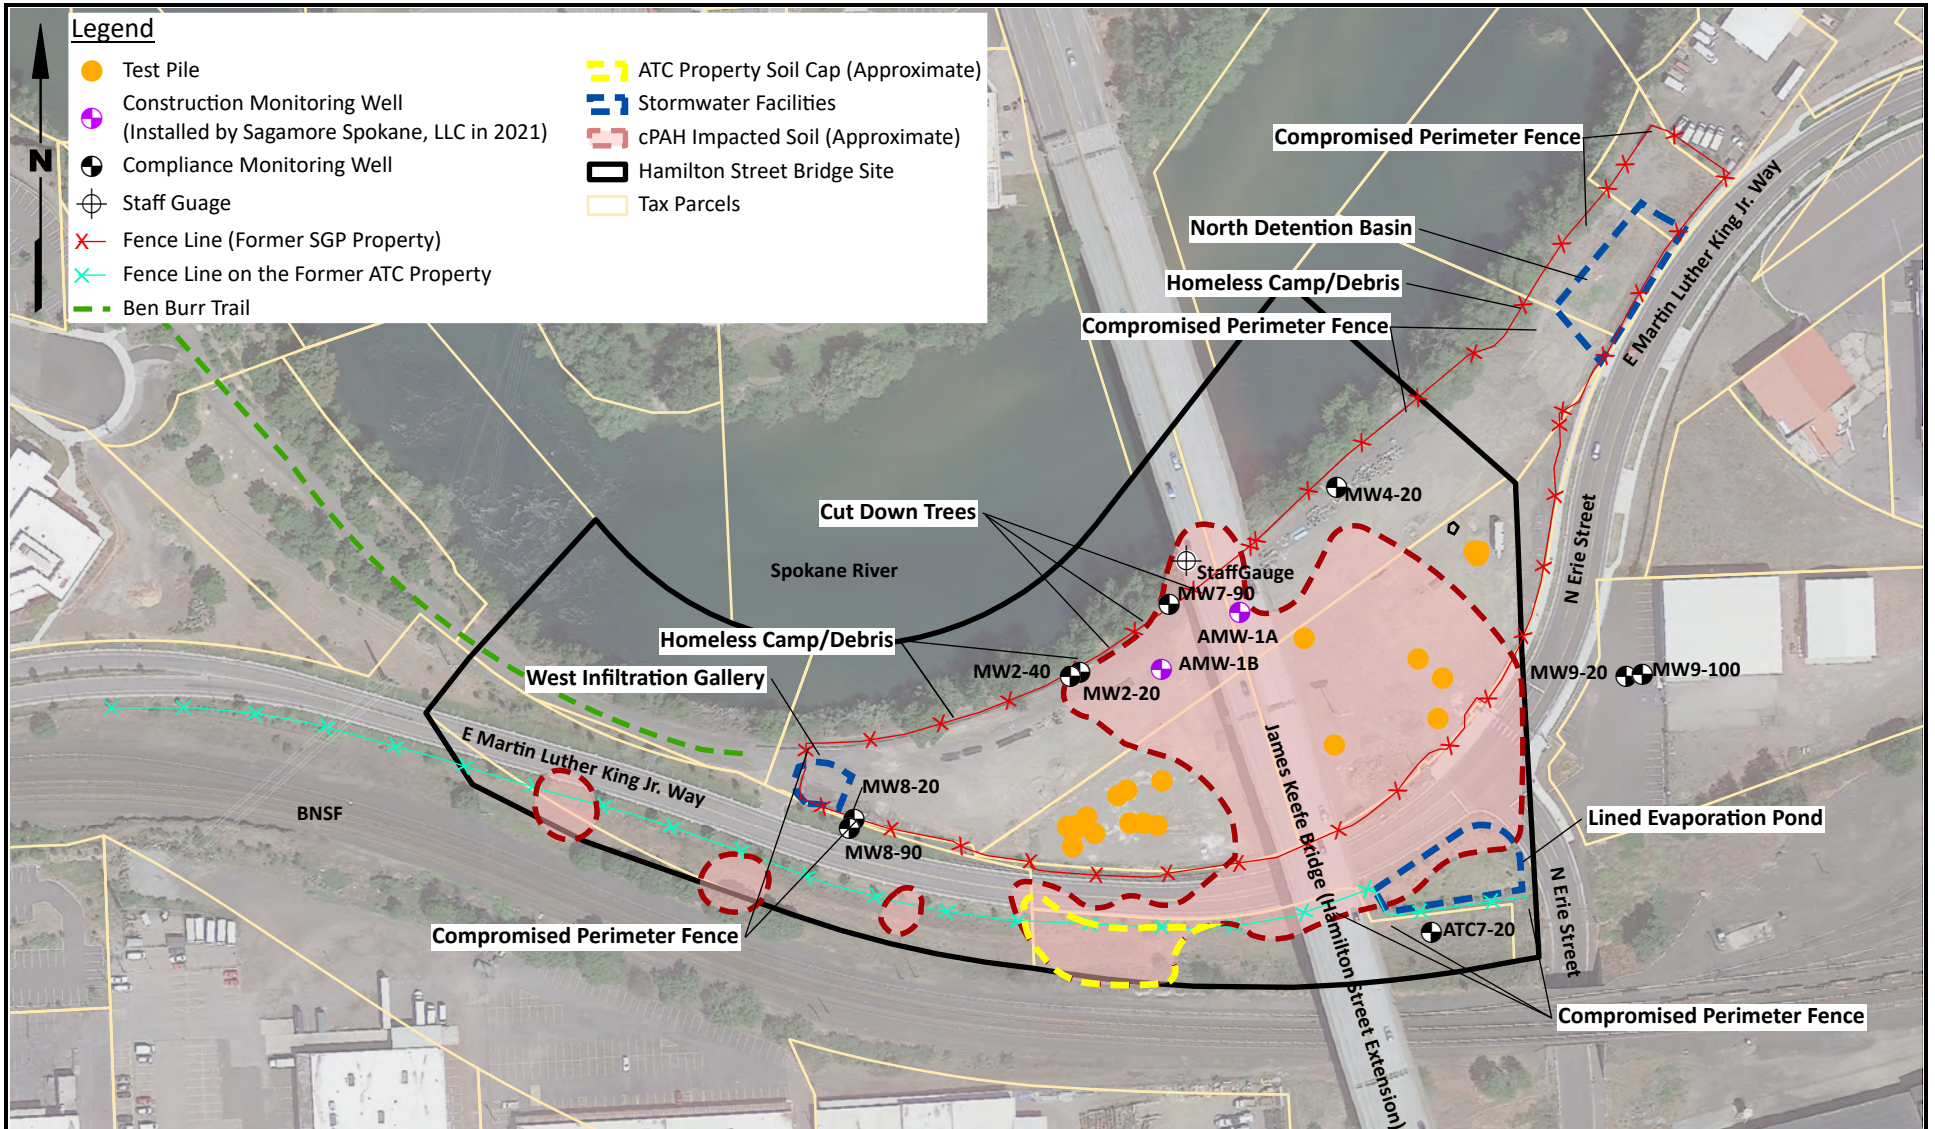 Legend
Test Pile
Construction Monitoring Well
(Installed by Sagamore Spokane, LLC in 2021)
Compliance Monitoring Well
Staff Guage
Fence Line (Former SGP Property)
Fence Line on the Former ATC Property
Ben Burr Trail
ATC Property Soil Cap (Approximate)
Stormwater Facilities
cPAH Impacted Soil (Approximate)
Hamilton Street Bridge Site
Tax Parcels
N
Compromised Perimeter Fence
North Detention Basin
Homeless Camp/Debris
Compromised Perimeter Fence
E Martin Luther King Jr. Way
MW4-20
Cut Down Trees
N Erie Street
Spokane River
StaffGauge
MW7-90
AMW-1A
Homeless Camp/Debris
AMW-1B
MW2-40
MW2-20
MW9-20
MW9-100
West Infiltration Gallery
E Martin Luther King Jr. Way
James Keefe Bridge (Hamilton Street Extension)
MW8-20
BNSF
MW8-90
Lined Evaporation Pond
N Erie Street
Compromised Perimeter Fence
ATC7-20
Compromised Perimeter Fence